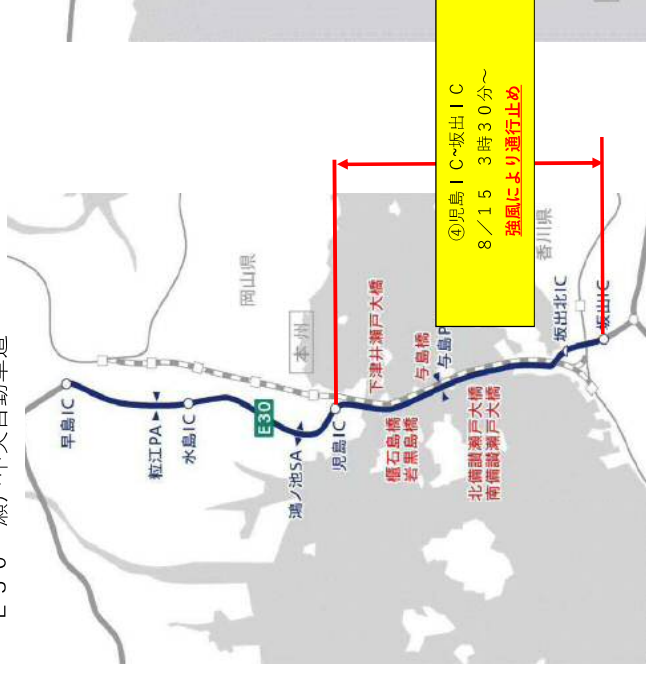 E30 瀬戸中央自動車道
④児島ＩＣ~坂出ＩＣ
８／１５　３時３０分～
強風により通行止め
岡山県
本州
香川県
早島IC
粒江PA
水島IC
E30
鴻ノ池SA
児島IC
下津井瀬戸大橋
櫃石島橋
岩黒島橋
与島橋
与島P
北備讃瀬戸大橋
南備讃瀬戸大橋
坂出北IC
坂出IC